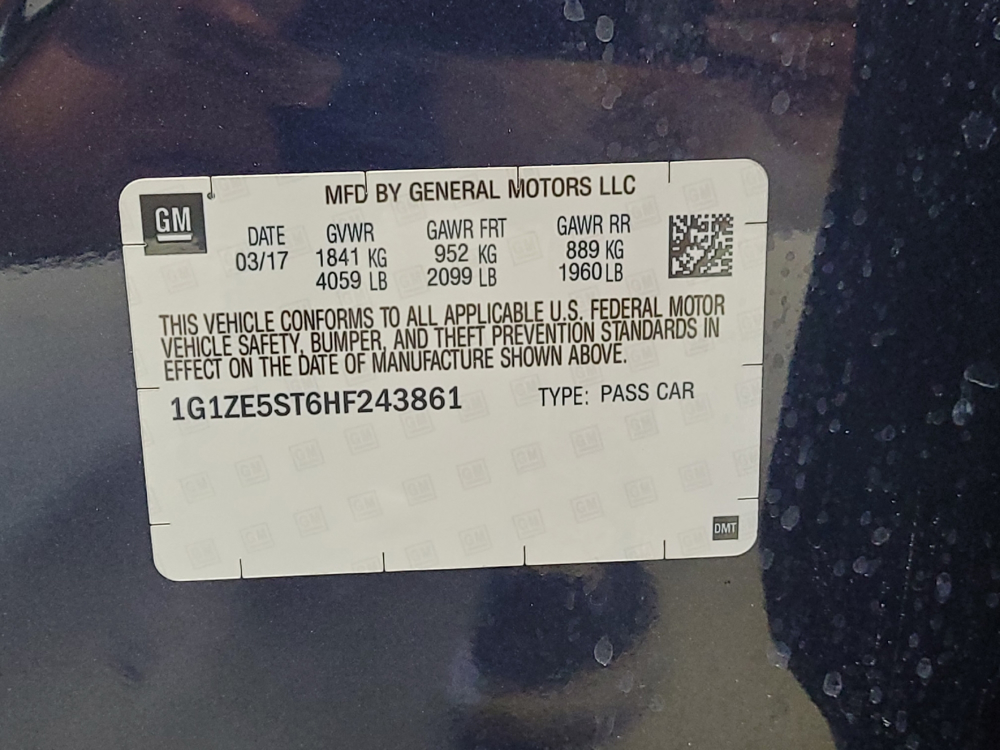 MFD BY GENERAL MOTORS LLC
GM
DATE GVWR GAWR FRT GAWR RR
03/17 1841 KG 952 KG 889 KG
4059 LB 2099 LB 1960 LB
THIS VEHICLE CONFORMS TO ALL APPLICABLE U.S. FEDERAL MOTOR
VEHICLE SAFETY, BUMPER, AND THEFT PREVENTION STANDARDS IN
EFFECT ON THE DATE OF MANUFACTURE SHOWN ABOVE.
1G1ZE5ST6HF243861 TYPE: PASS CAR
DMT